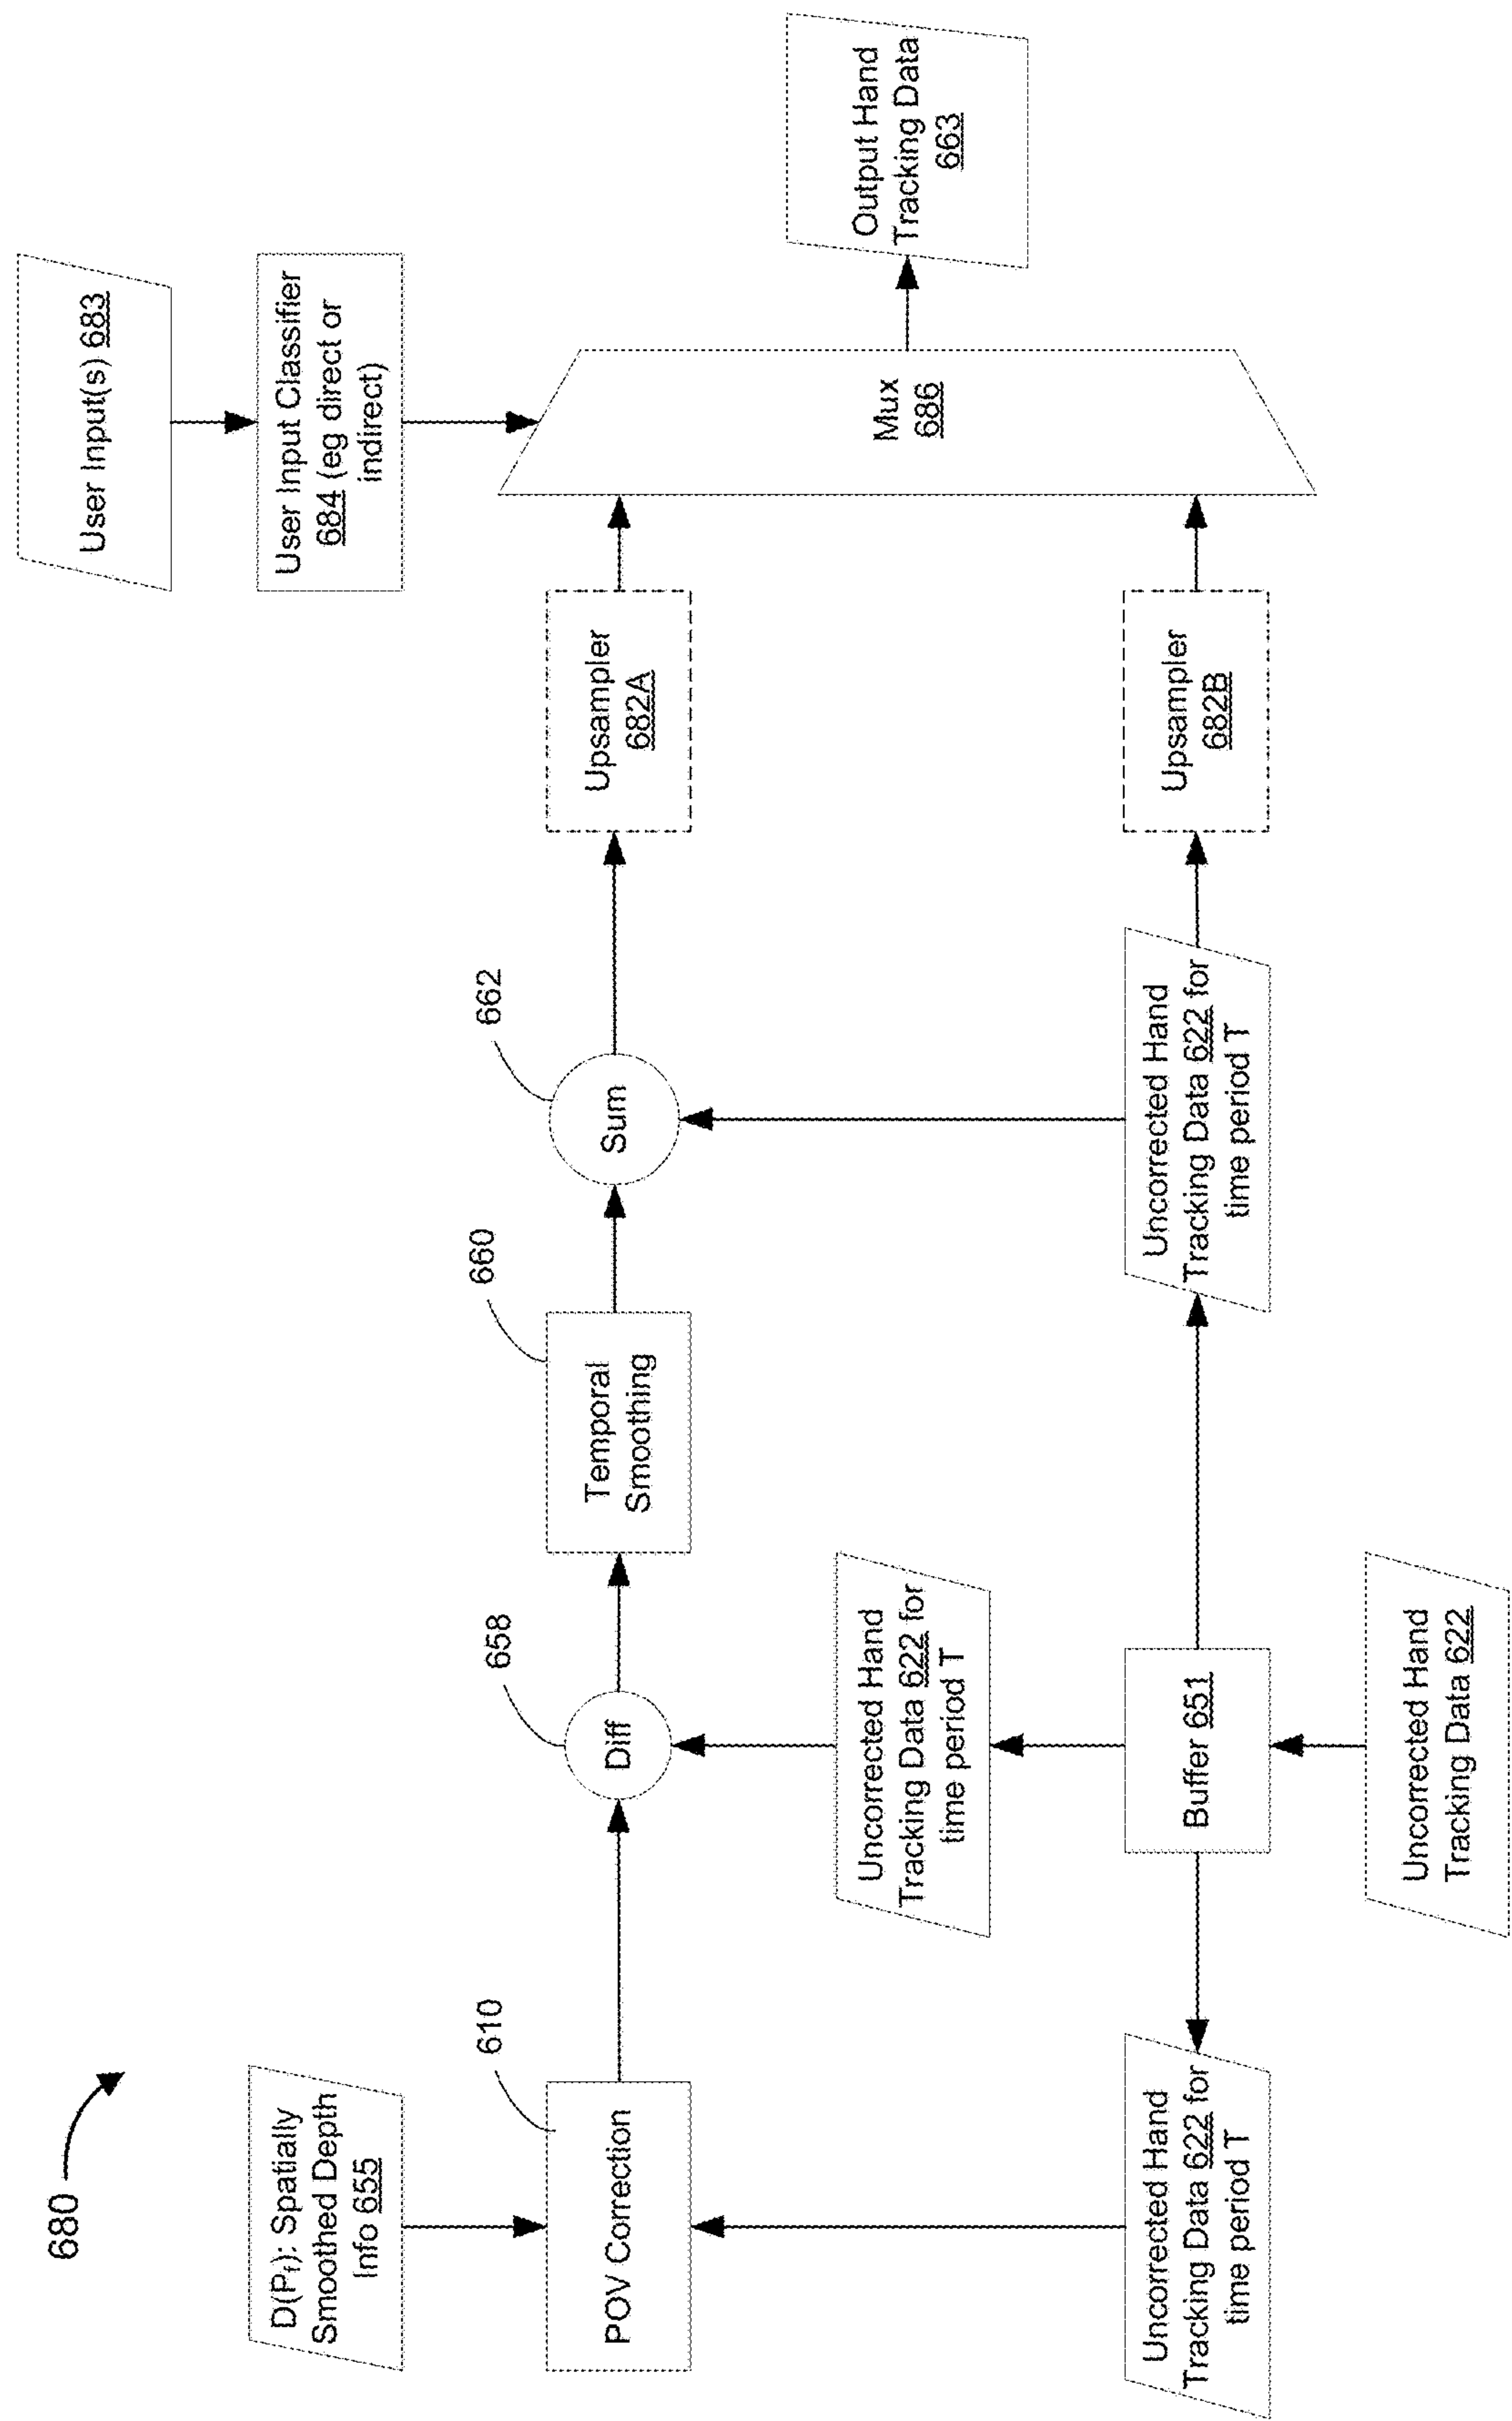 680
D(Pf): Spatially
Smoothed Depth
Info 655
610
POV Correction
Uncorrected Hand
Tracking Data 622 for
time period T
658
Diff
Uncorrected Hand
Tracking Data 622 for
time period T
Buffer 651
Uncorrected Hand
Tracking Data 622
660
Temporal
Smoothing
662
Sum
Uncorrected Hand
Tracking Data 622 for
time period T
Upsampler
682A
Upsampler
682B
User Input(s) 683
User Input Classifier
684 (eg direct or
indirect)
Mux
686
Output Hand
Tracking Data
663